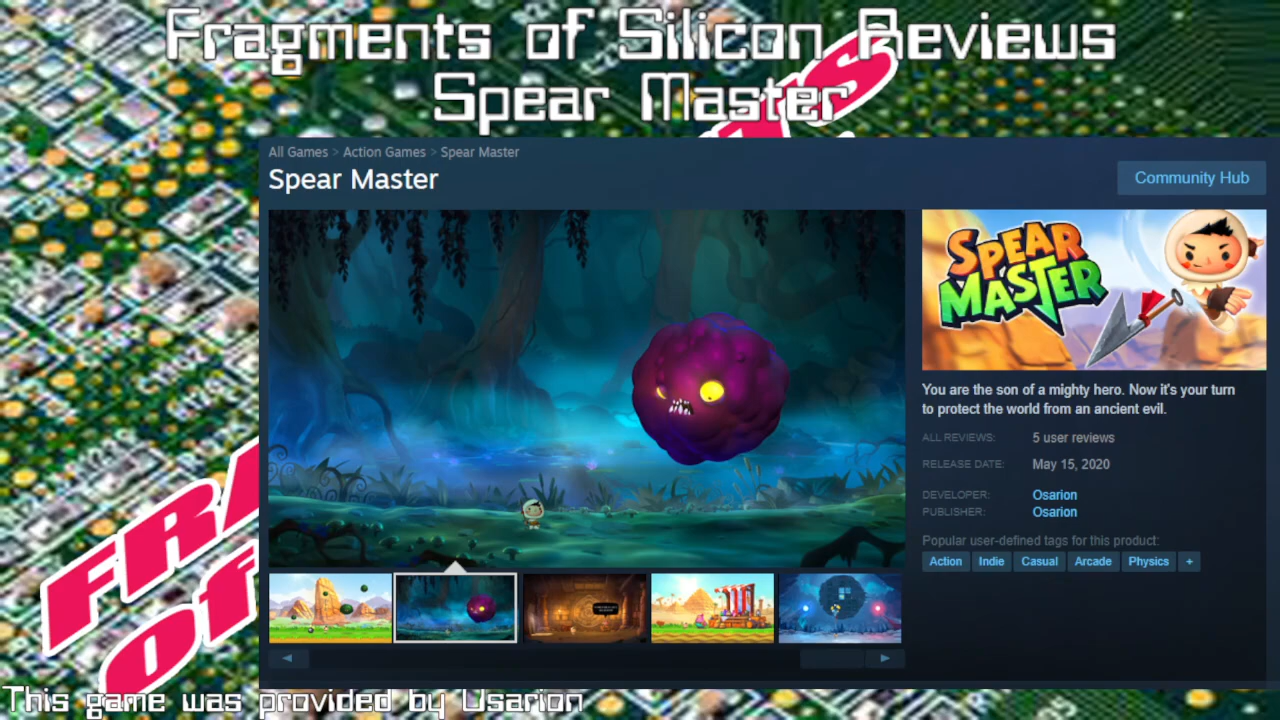 Fragments of Silicon Reviews
Spear Master
All Games > Action Games > Spear Master
Spear Master
Community Hub
SPEAR
MASTER
You are the son of a mighty hero. Now it's your turn
to protect the world from an ancient evil.
ALL REVIEWS: 5 user reviews
RELEASE DATE: May 15, 2020
DEVELOPER: Osarion
PUBLISHER: Osarion
Popular user-defined tags for this product:
Action Indie Casual Arcade Physics +
FRA
Of
This game was provided by Osarion